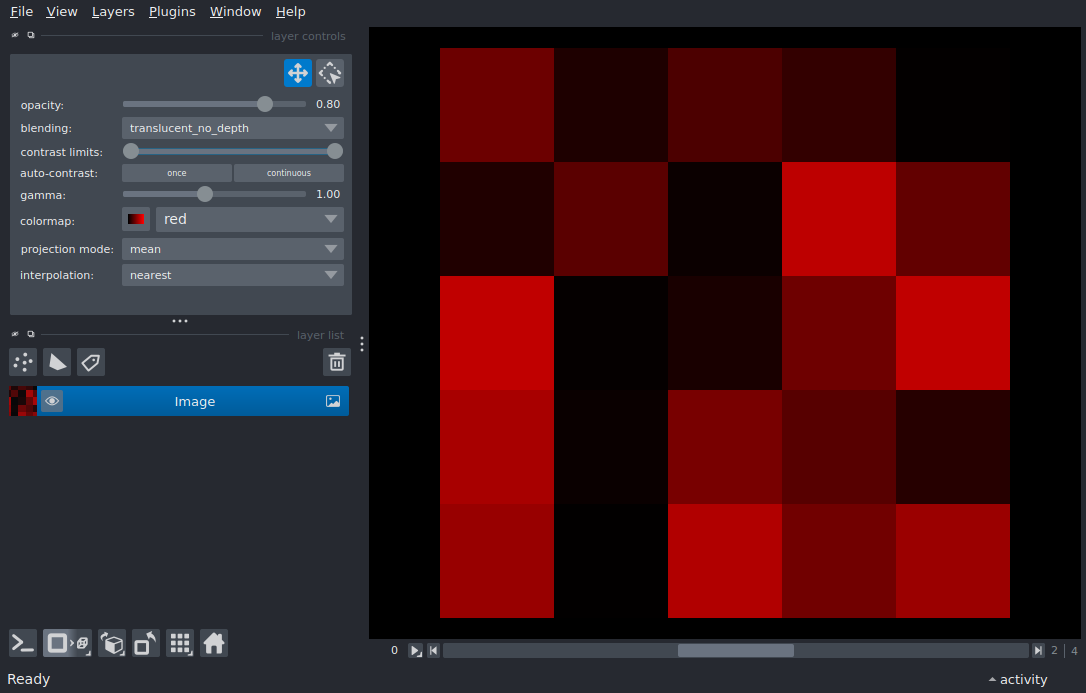 File View Layers Plugins Window Help
layer controls
opacity: 0.80
blending: translucent_no_depth
contrast limits:
auto-contrast: once continuous
gamma: 1.00
colormap: red
projection mode: mean
interpolation: nearest
layer list
Image
0 2 | 4
Ready activity